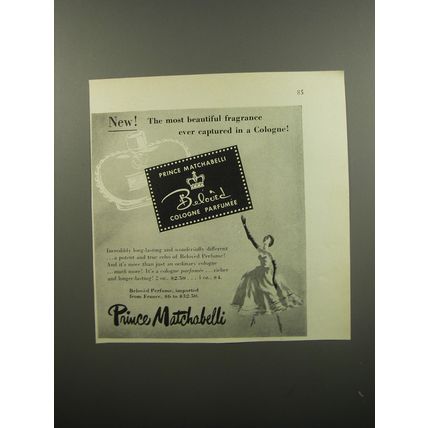 85
New! The most beautiful fragrance
ever captured in a Cologne!
PRINCE MATCHABELLI
Beloved
COLOGNE PARFUMÉE
Incredibly long-lasting and wonderfully different
...a potent and true echo of Beloved Perfume!
And it's more than just an ordinary cologne
...much more! It's a cologne parfumée ... richer
and longer-lasting! 2 oz., $2.50 ... 4 oz., $4.
Beloved Perfume, imported
from France, $6 to $32.50.
Prince Matchabelli